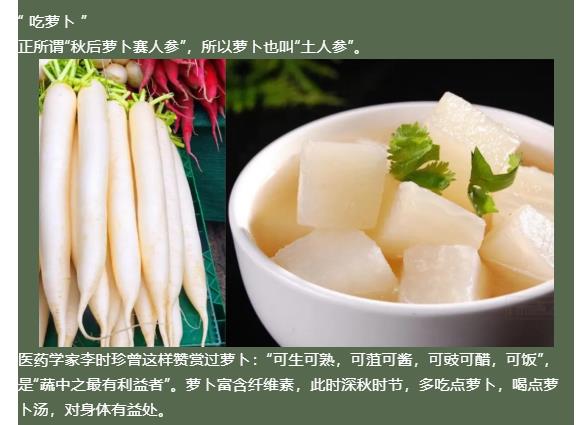 “ 吃萝卜 ”
正所谓“秋后萝卜赛人参”，所以萝卜也叫“土人参”。
医药学家李时珍曾这样赞赏过萝卜：“可生可熟，可菹可酱，可豉可醋，可饭”，
是“蔬中之最有利益者”。萝卜富含纤维素，此时深秋时节，多吃点萝卜，喝点萝
卜汤，对身体有益处。